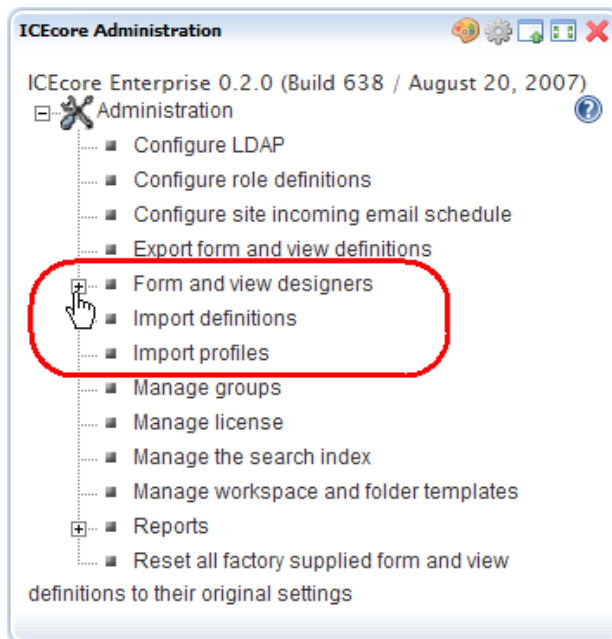 ICEcore Administration
ICEcore Enterprise 0.2.0 (Build 638 / August 20, 2007)
Administration
Configure LDAP
Configure role definitions
Configure site incoming email schedule
Export form and view definitions
Form and view designers
Import definitions
Import profiles
Manage groups
Manage license
Manage the search index
Manage workspace and folder templates
Reports
Reset all factory supplied form and view
definitions to their original settings